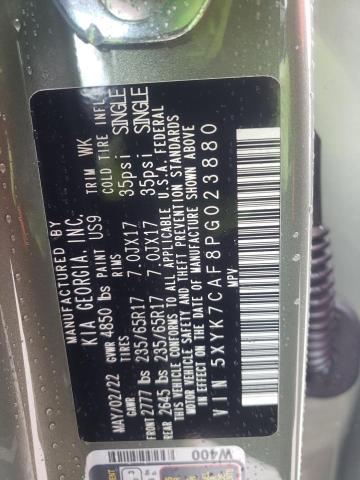 MANUFACTURED BY
KIA GEORGIA, INC.
MAY/02/22 GVWR 4850 lbs PAINT US9 TRIM WK
GAWR TIRES RIMS COLD TIRE INFL
FRONT 2777 lbs 235/65R17 7.0JX17 35psi SINGLE
REAR 2645 lbs 235/65R17 7.0JX17 35psi SINGLE
THIS VEHICLE CONFORMS TO ALL APPLICABLE U.S.A. FEDERAL
MOTOR VEHICLE SAFETY AND THEFT PREVENTION STANDARDS
IN EFFECT ON THE DATE OF MANUFACTURE SHOWN ABOVE
MPV
VIN 5XYK7CAF8PG023880
W400